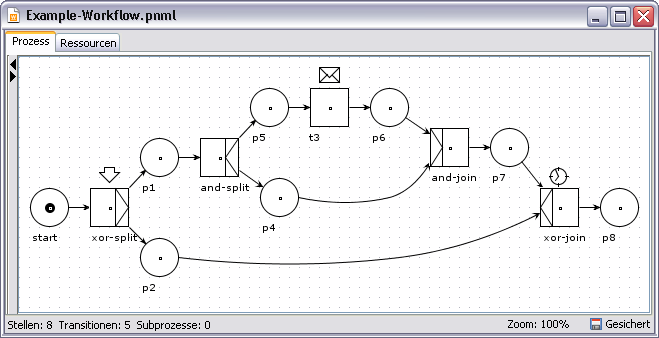 Example-Workflow.pnml
Prozess Ressourcen
p5 t3 p6
p1 and-split and-join p7
p4
start xor-split xor-join p8
p2
Stellen: 8 Transitionen: 5 Subprozesse: 0 Zoom: 100% Gesichert